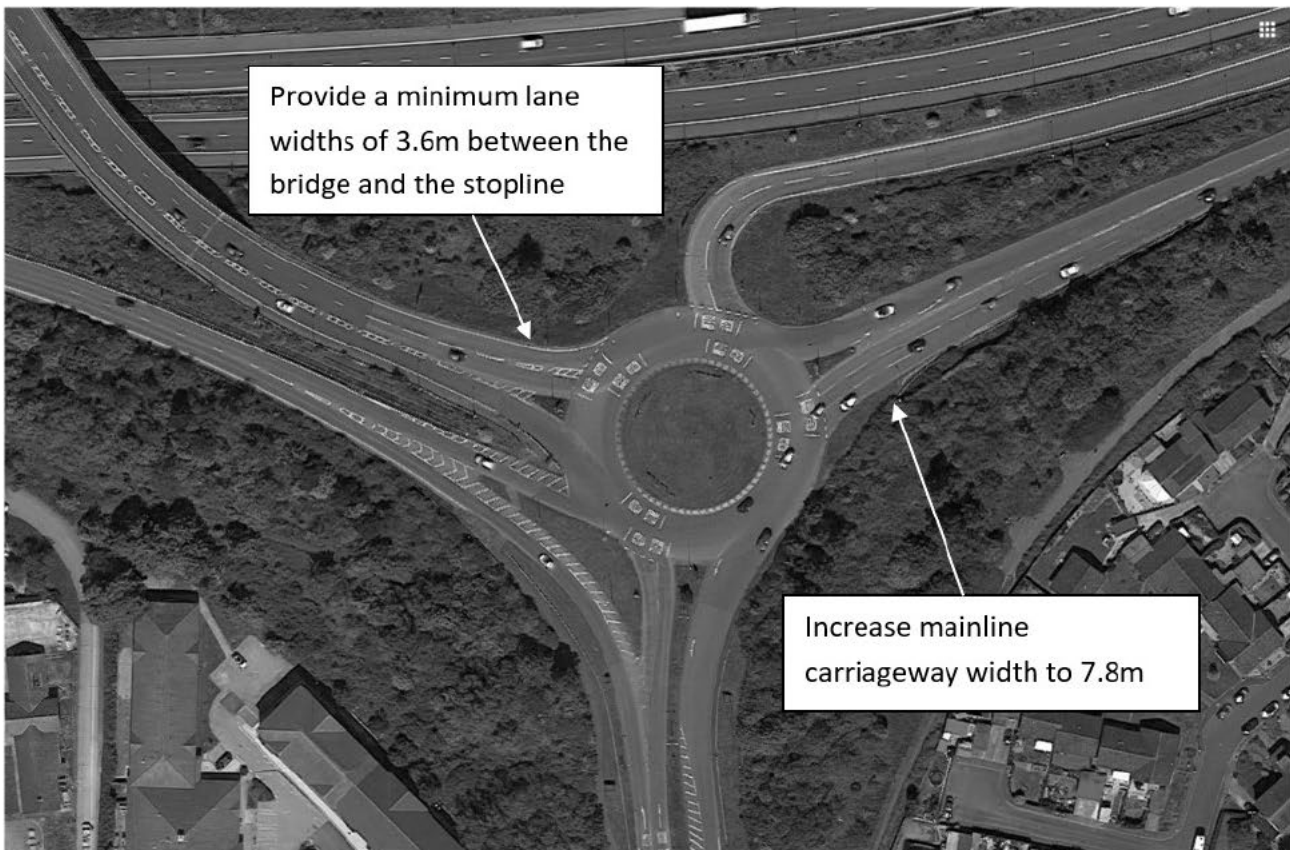 Provide a minimum lane
widths of 3.6m between the
bridge and the stopline
Increase mainline
carriageway width to 7.8m